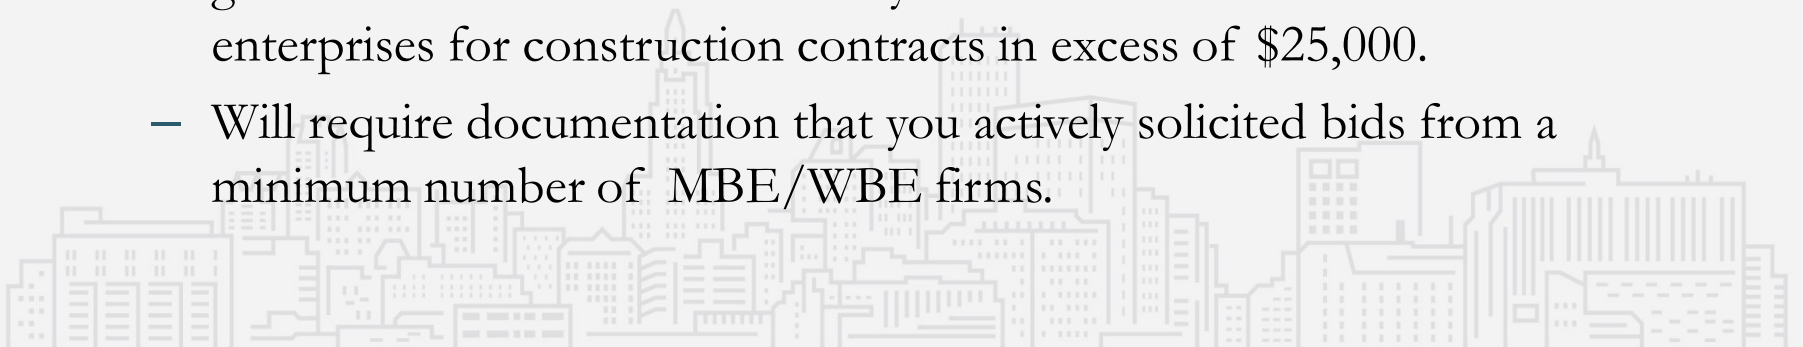 enterprises for construction contracts in excess of $25,000.
– Will require documentation that you actively solicited bids from a
minimum number of MBE/WBE firms.